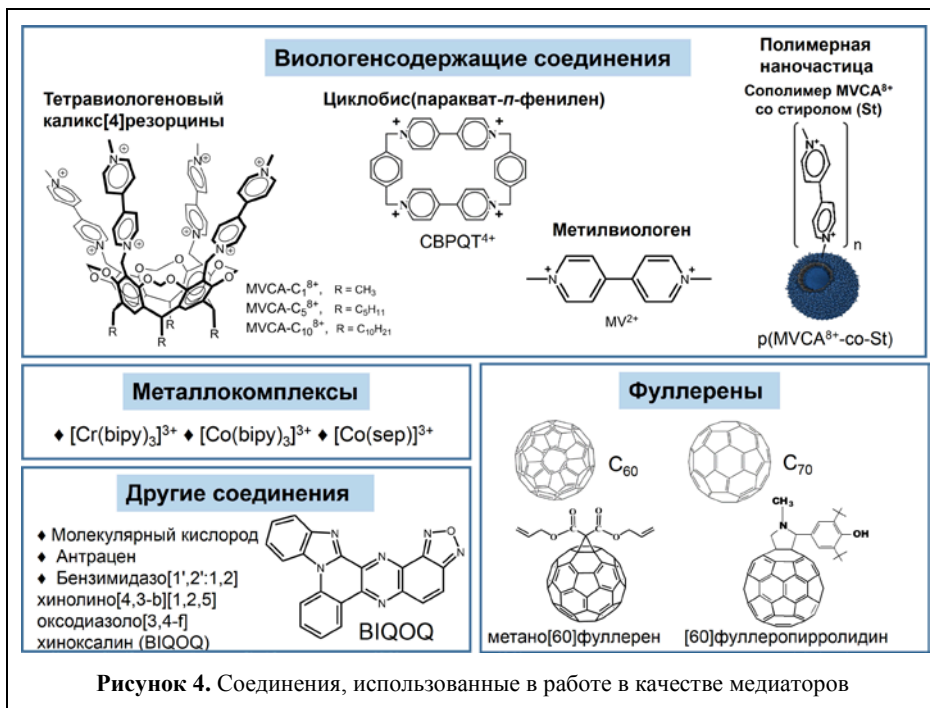 Виологенсодержащие соединения
Тетравиологеновый
каликс[4]резорцины
MVCA-C₁⁸⁺, R = CH₃
MVCA-C₅⁸⁺, R = C₅H₁₁
MVCA-C₁₀⁸⁺, R = C₁₀H₂₁
Циклобис(паракват-п-фенилен)
CBPQT⁴⁺
Метилвиологен
MV²⁺
Полимерная
наночастица
Сополимер MVCA⁸⁺
со стиролом (St)
n
p(MVCA⁸⁺-co-St)
Металлокомплексы
♦ [Cr(bipy)₃]³⁺ ♦ [Co(bipy)₃]³⁺ ♦ [Co(sep)]³⁺
Другие соединения
♦ Молекулярный кислород
♦ Антрацен
♦ Бензимидазо[1',2':1,2]
хинолино[4,3-b][1,2,5]
оксодиазоло[3,4-f]
хиноксалин (BIQOQ)
BIQOQ
Фуллерены
C₆₀
C₇₀
метано[60]фуллерен
[60]фуллеропирролидин
Рисунок 4. Соединения, использованные в работе в качестве медиаторов